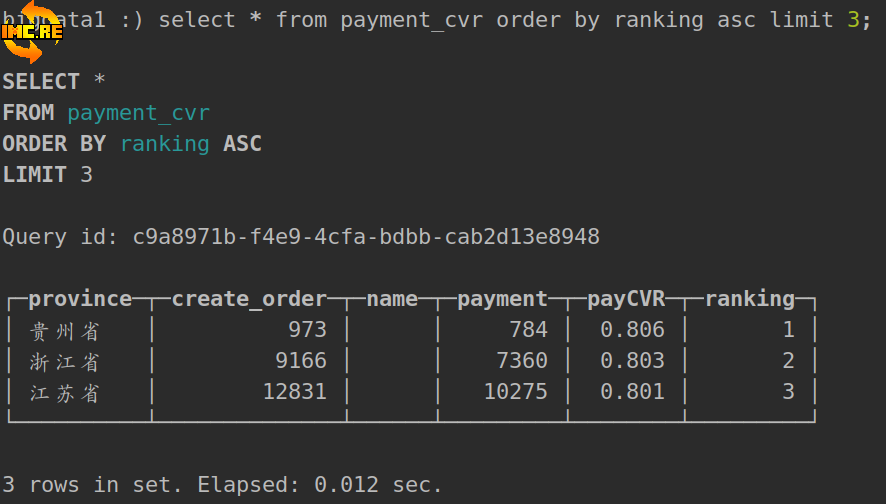 bigdata1 :) select * from payment_cvr order by ranking asc limit 3;
IMC.RE
SELECT *
FROM payment_cvr
ORDER BY ranking ASC
LIMIT 3
Query id: c9a8971b-f4e9-4cfa-bdbb-cab2d13e8948
province create_order name payment payCVR ranking
贵州省 973 784 0.806 1
浙江省 9166 7360 0.803 2
江苏省 12831 10275 0.801 3
3 rows in set. Elapsed: 0.012 sec.